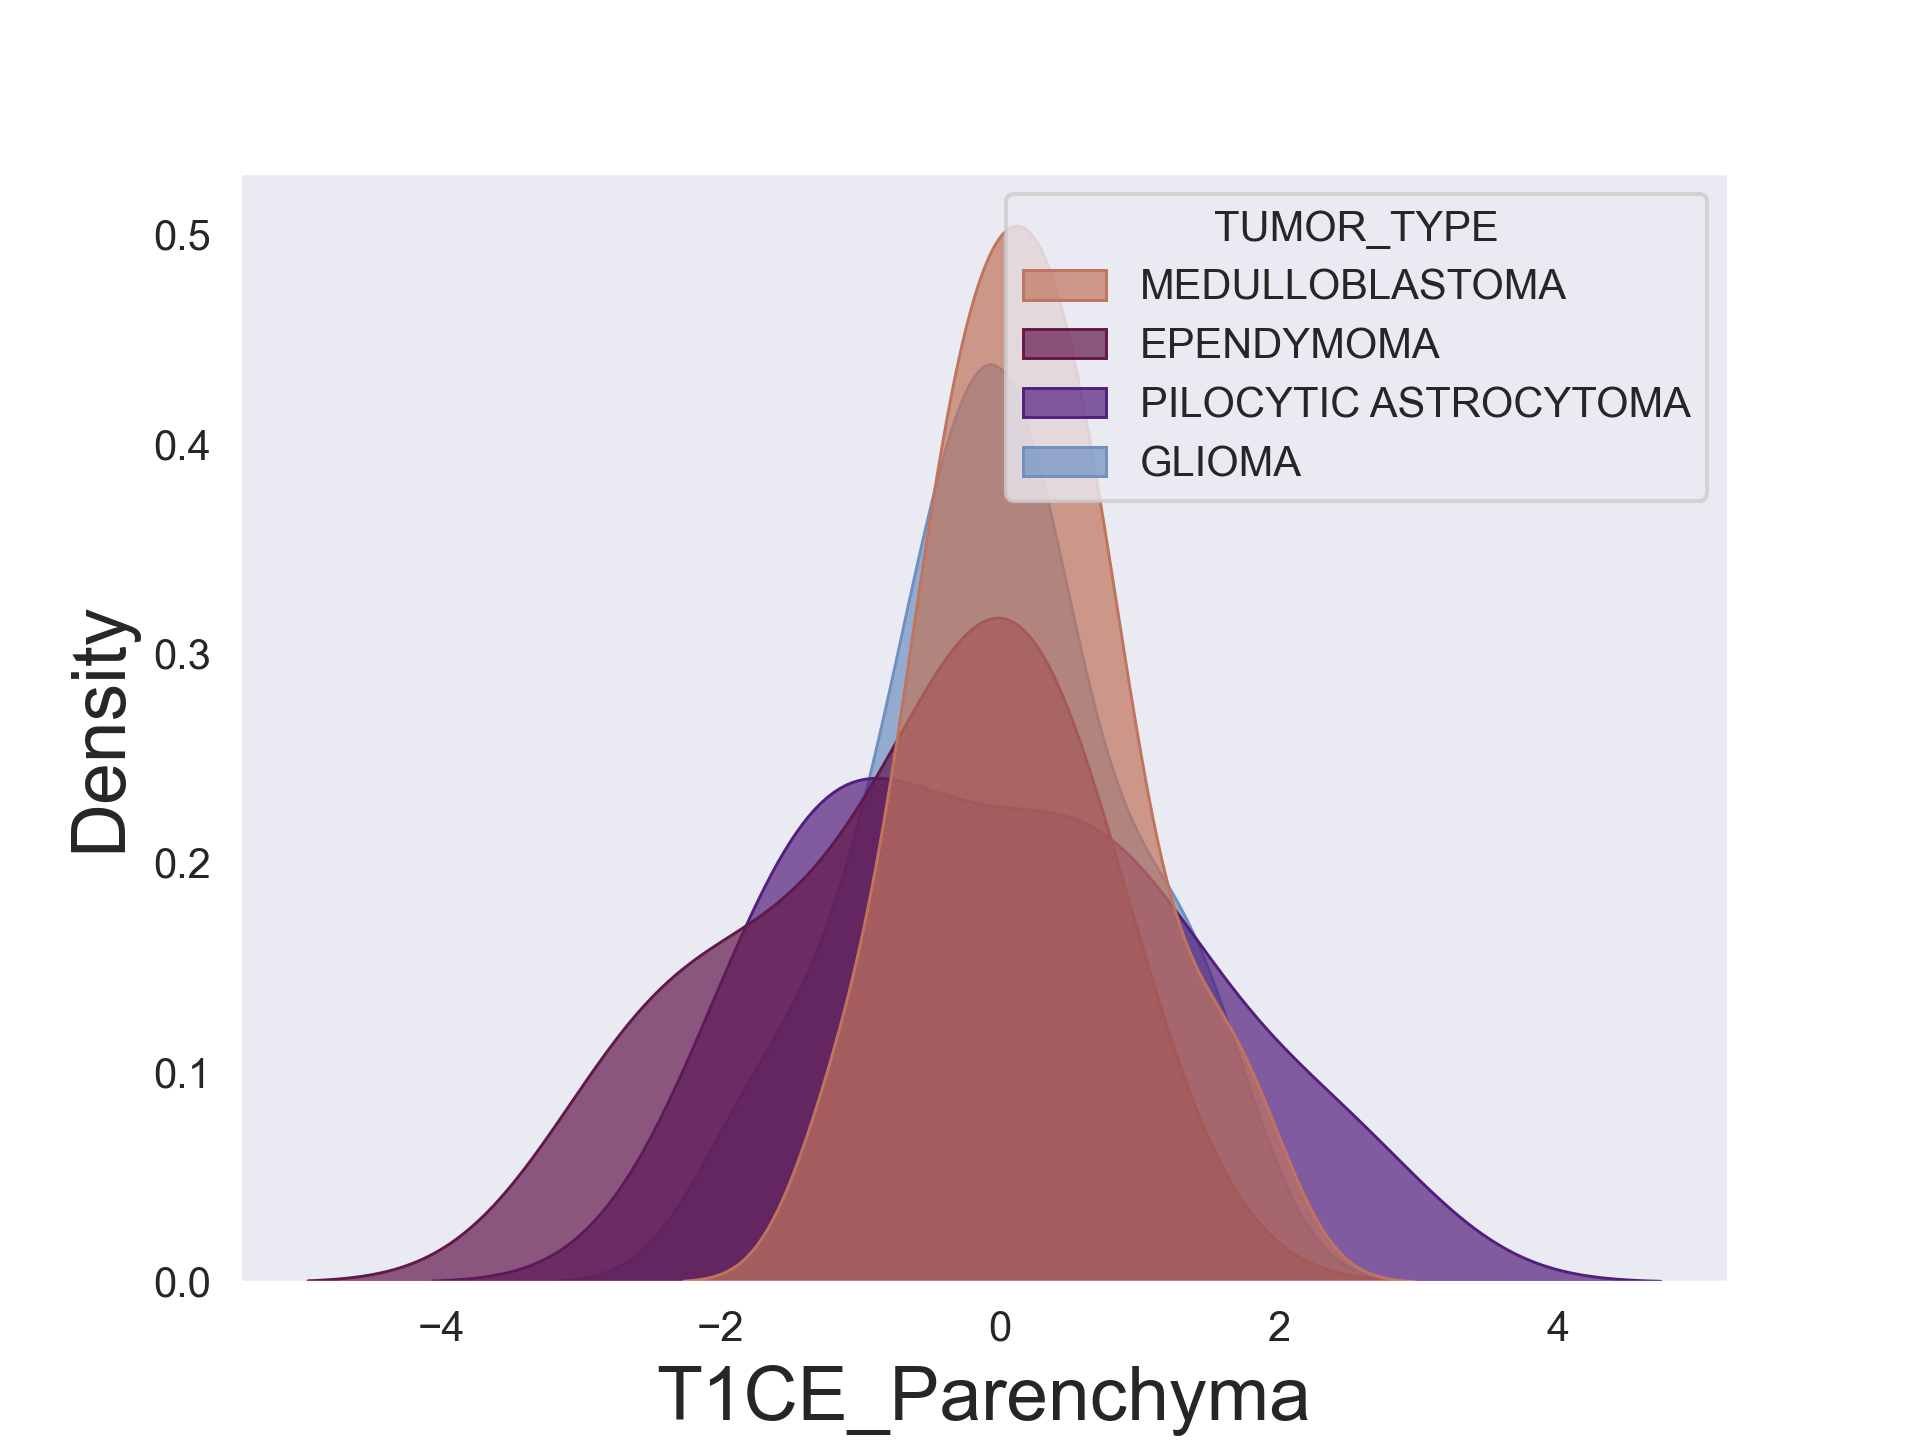 TUMOR_TYPE
MEDULLOBLASTOMA
EPENDYMOMA
PILOCYTIC ASTROCYTOMA
GLIOMA
Density
0.5
0.4
0.3
0.2
0.1
0.0
−4 −2 0 2 4
T1CE_Parenchyma